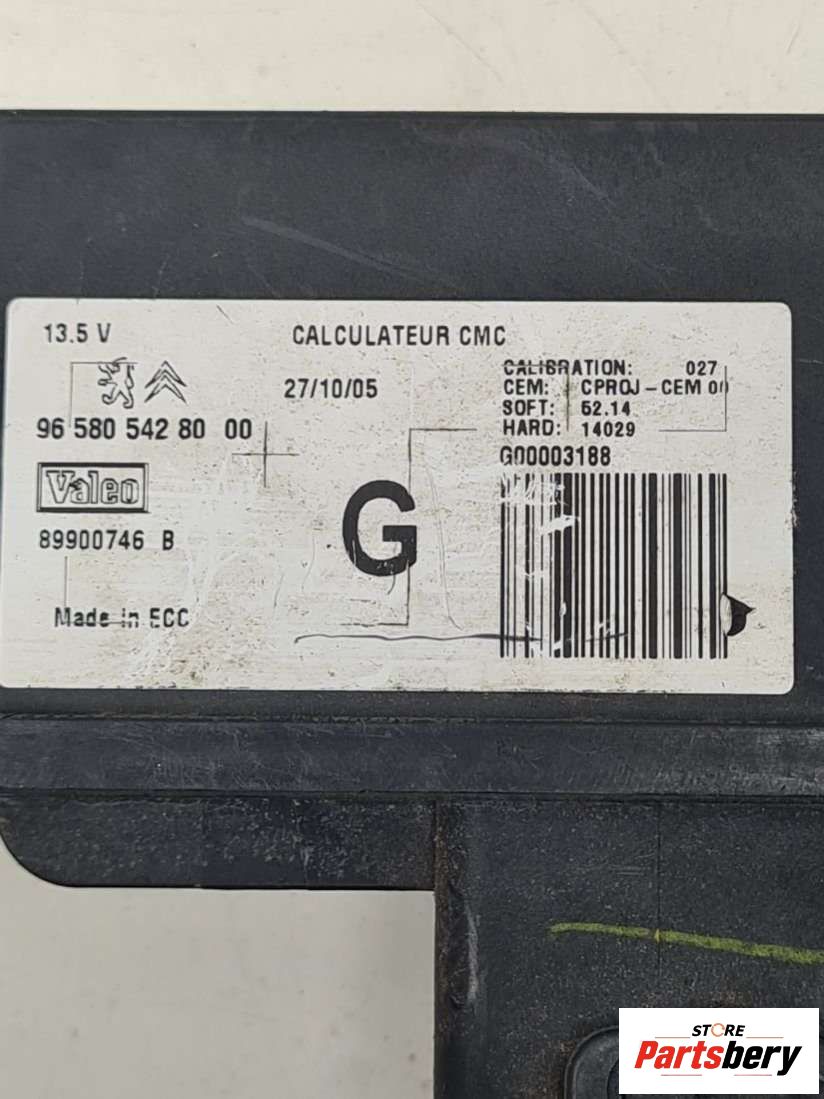 13.5 V
CALCULATEUR CMC
27/10/05
CALIBRATION: 027
CEM: CPROJ-CEM 00
SOFT: 52.14
HARD: 14029
G00003188
96 580 542 80 00
Valeo
89900746 B
G
Made in ECC
STORE
Partsbery